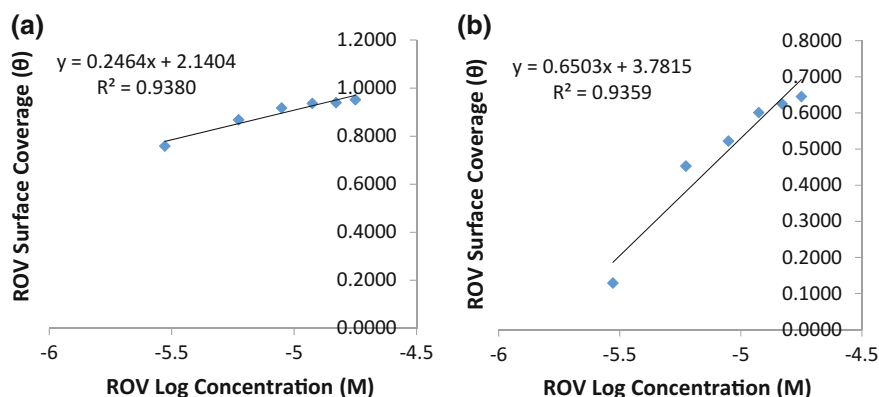 (a)
ROV Surface Coverage (θ)
y = 0.2464x + 2.1404
R² = 0.9380
1.2000
1.0000
0.8000
0.6000
0.4000
0.2000
0.0000
-6
-5.5
-5
-4.5
ROV Log Concentration (M)
(b)
ROV Surface Coverage (θ)
y = 0.6503x + 3.7815
R² = 0.9359
0.8000
0.7000
0.6000
0.5000
0.4000
0.3000
0.2000
0.1000
0.0000
-6
-5.5
-5
-4.5
ROV Log Concentration (M)